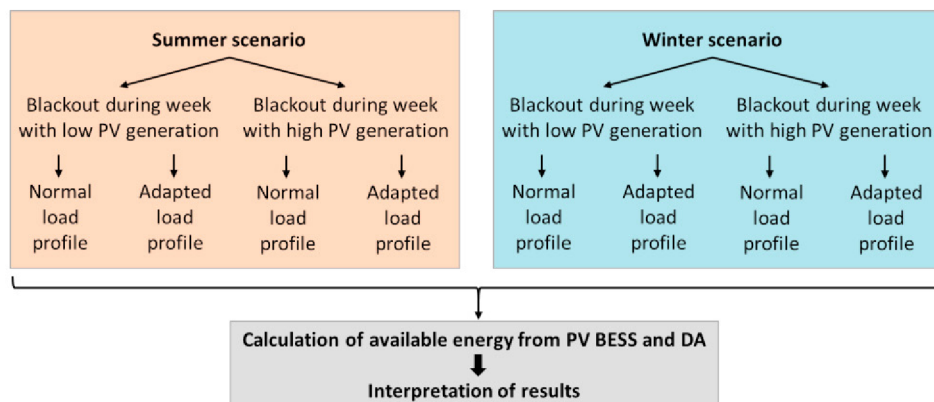 Summer scenario
Blackout during week
with low PV generation
Blackout during week
with high PV generation
Normal
load
profile
Adapted
load
profile
Normal
load
profile
Adapted
load
profile
Winter scenario
Blackout during week
with low PV generation
Blackout during week
with high PV generation
Normal
load
profile
Adapted
load
profile
Normal
load
profile
Adapted
load
profile
Calculation of available energy from PV BESS and DA
Interpretation of results